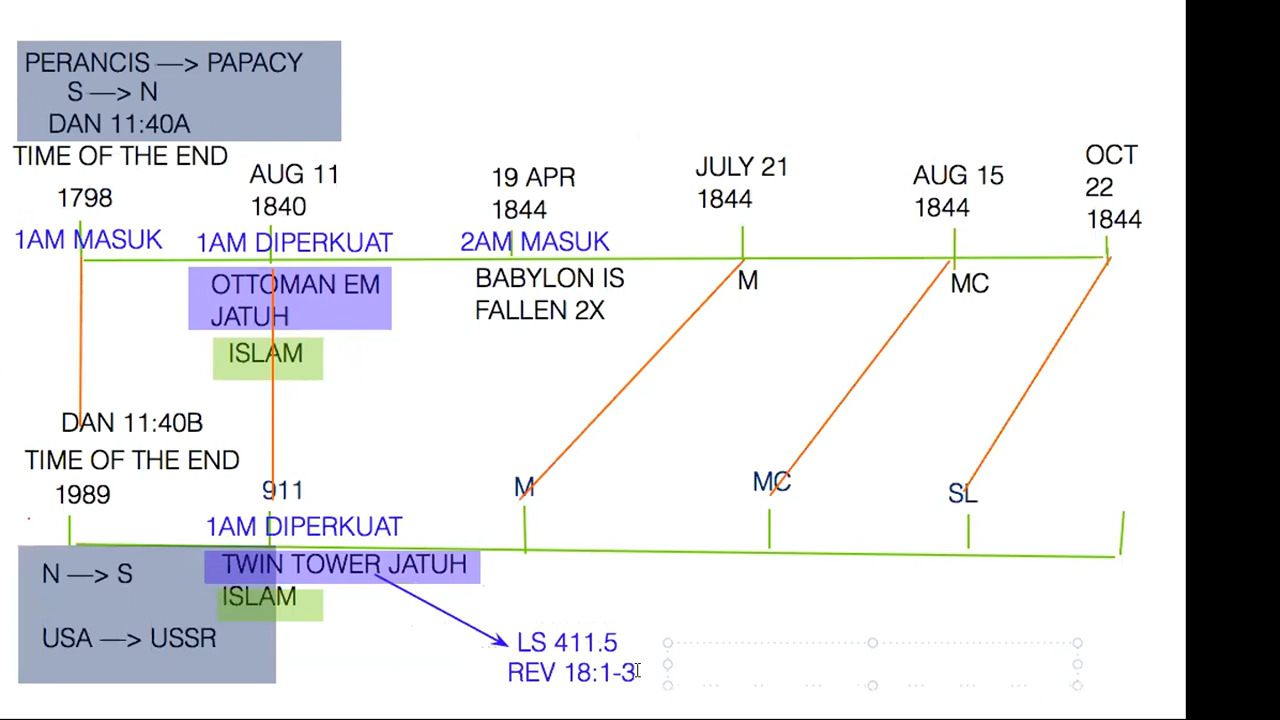 PERANCIS —> PAPACY
S —> N
DAN 11:40A
TIME OF THE END
1798
AUG 11
1840
19 APR
1844
JULY 21
1844
AUG 15
1844
OCT
22
1844
1AM MASUK
1AM DIPERKUAT
2AM MASUK
OTTOMAN EM
JATUH
ISLAM
BABYLON IS
FALLEN 2X
M
MC
DAN 11:40B
TIME OF THE END
1989
911
M
MC
SL
1AM DIPERKUAT
TWIN TOWER JATUH
ISLAM
N —> S
USA —> USSR
LS 411.5
REV 18:1-3